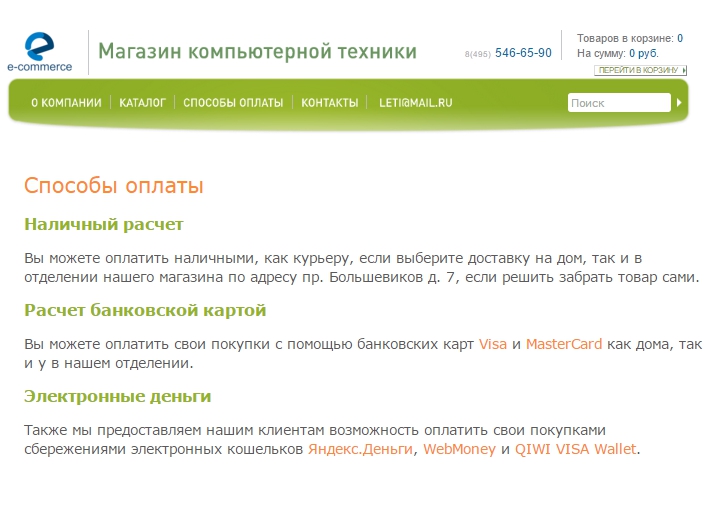 e-commerce
Магазин компьютерной техники
8(495) 546-65-90
Товаров в корзине: 0
На сумму: 0 руб.
ПЕРЕЙТИ В КОРЗИНУ
О КОМПАНИИ
КАТАЛОГ
СПОСОБЫ ОПЛАТЫ
КОНТАКТЫ
LETI@MAIL.RU
Поиск
Способы оплаты
Наличный расчет
Вы можете оплатить наличными, как курьеру, если выберите доставку на дом, так и в
отделении нашего магазина по адресу пр. Большевиков д. 7, если решить забрать товар сами.
Расчет банковской картой
Вы можете оплатить свои покупки с помощью банковских карт Visa и MasterCard как дома, так
и у в нашем отделении.
Электронные деньги
Также мы предоставляем нашим клиентам возможность оплатить свои покупками
сбережениями электронных кошельков Яндекс.Деньги, WebMoney и QIWI VISA Wallet.